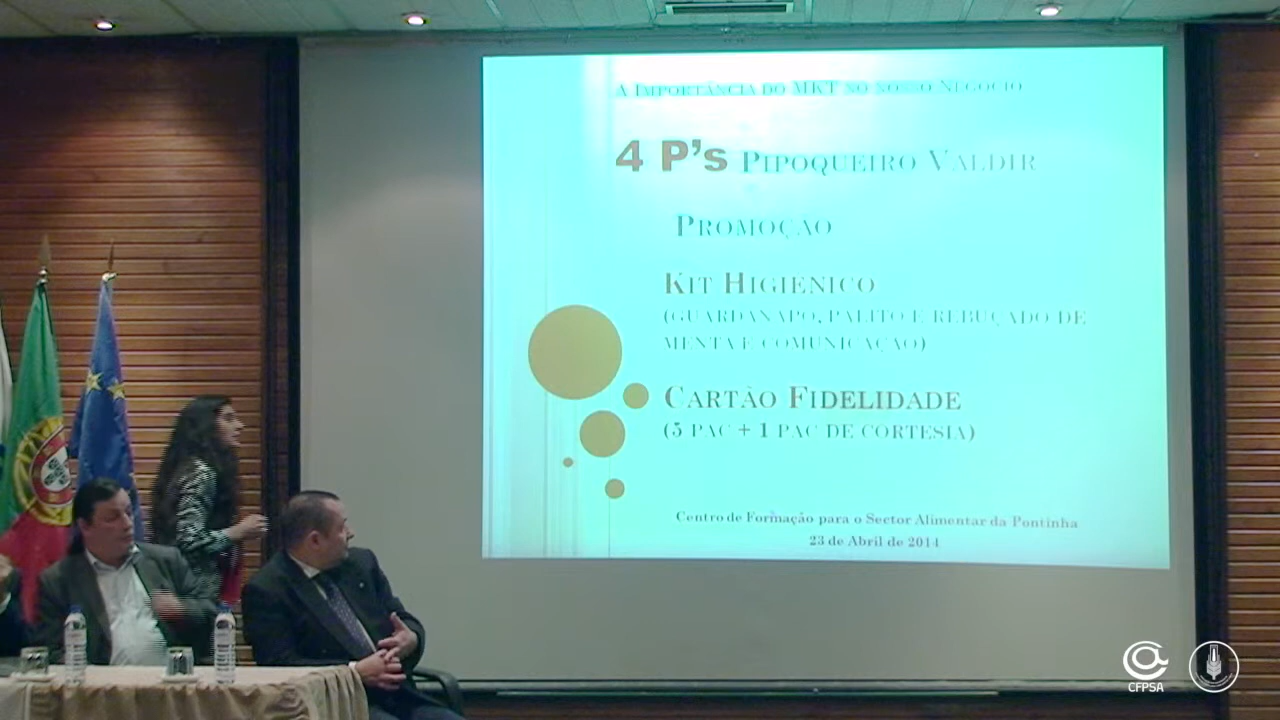 A Importância do MKT no nosso Negocio
4 P's Pipoqueiro Valdir
Promoção
Kit Higienico
(guardanapo, palito e rebuçado de
menta e comunicação)
Cartão Fidelidade
(5 pac + 1 pac de cortesia)
Centro de Formação para o Sector Alimentar da Pontinha
23 de Abril de 2014
CFPSA